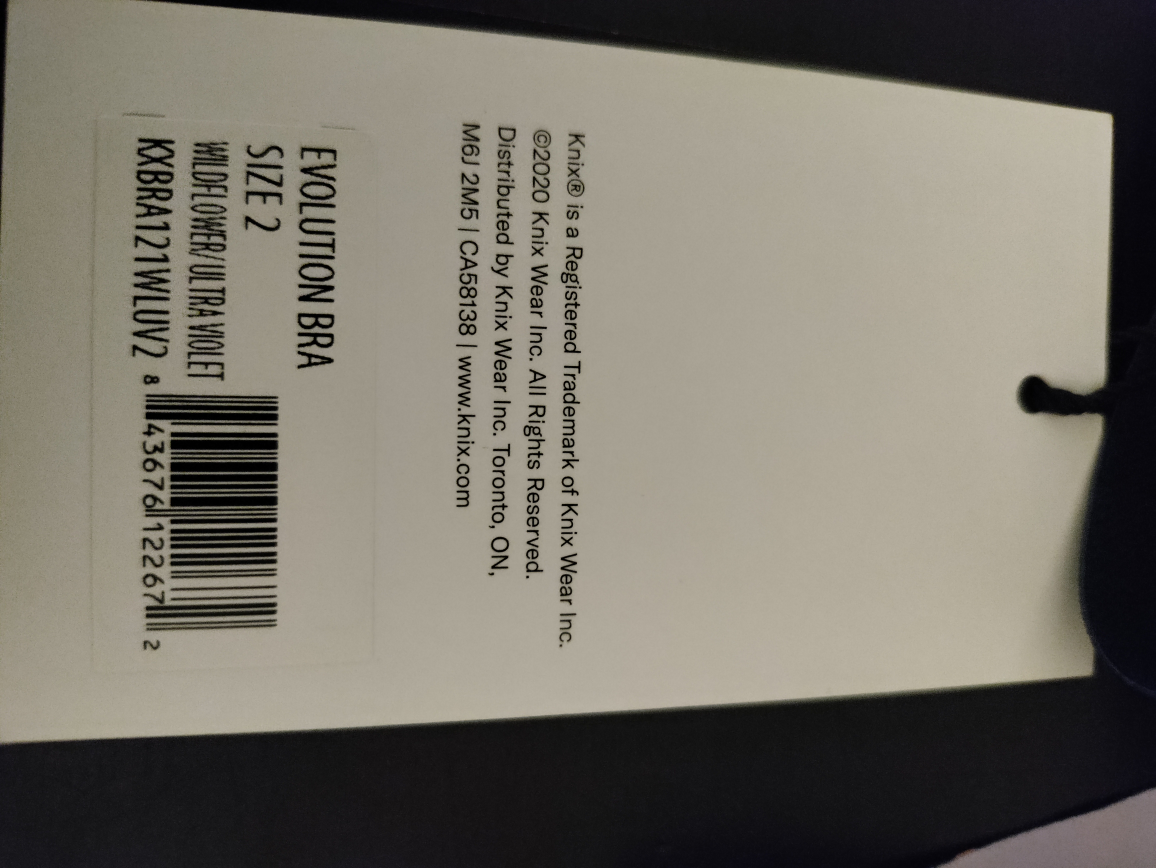 Knix® is a Registered Trademark of Knix Wear Inc.
©2020 Knix Wear Inc. All Rights Reserved.
Distributed by Knix Wear Inc. Toronto, ON,
M6J 2M5 | CA58138 | www.knix.com
EVOLUTION BRA
SIZE 2
WILDFLOWER/ULTRA VIOLET
KXBRA121WLUV2
8 43676 12267 2